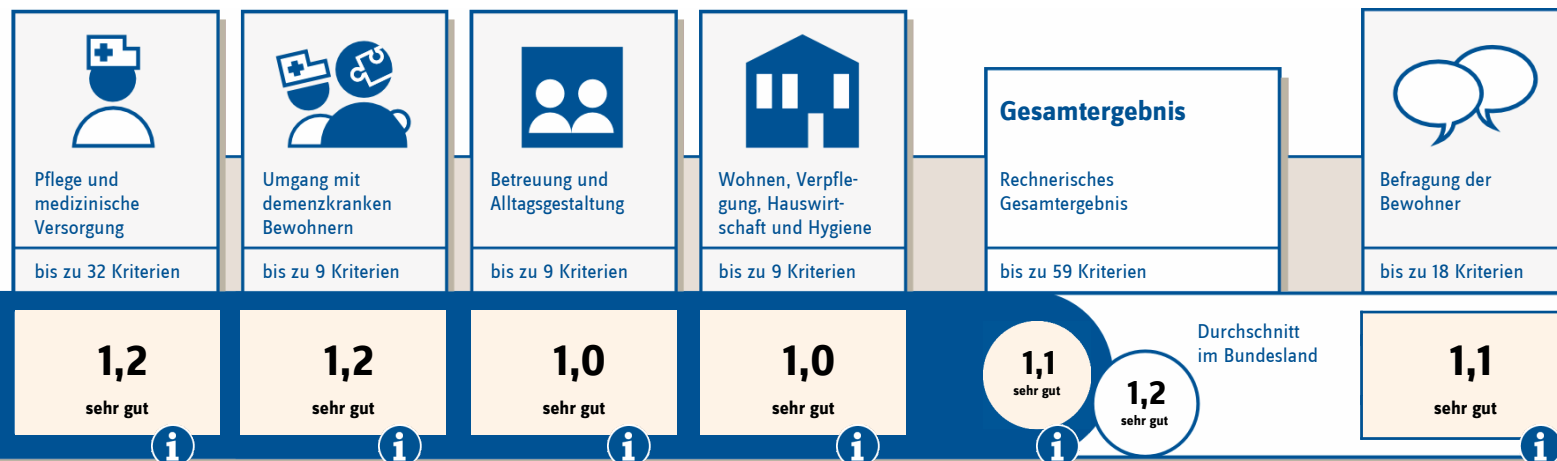 Pflege und
medizinische
Versorgung
bis zu 32 Kriterien
1,2
sehr gut
i
Umgang mit
demenzkranken
Bewohnern
bis zu 9 Kriterien
1,2
sehr gut
i
Betreuung und
Alltagsgestaltung
bis zu 9 Kriterien
1,0
sehr gut
i
Wohnen, Verpfle-
gung, Hauswirt-
schaft und Hygiene
bis zu 9 Kriterien
1,0
sehr gut
i
Gesamtergebnis
Rechnerisches
Gesamtergebnis
bis zu 59 Kriterien
1,1
sehr gut
i
Durchschnitt
im Bundesland
1,2
sehr gut
Befragung der
Bewohner
bis zu 18 Kriterien
1,1
sehr gut
i